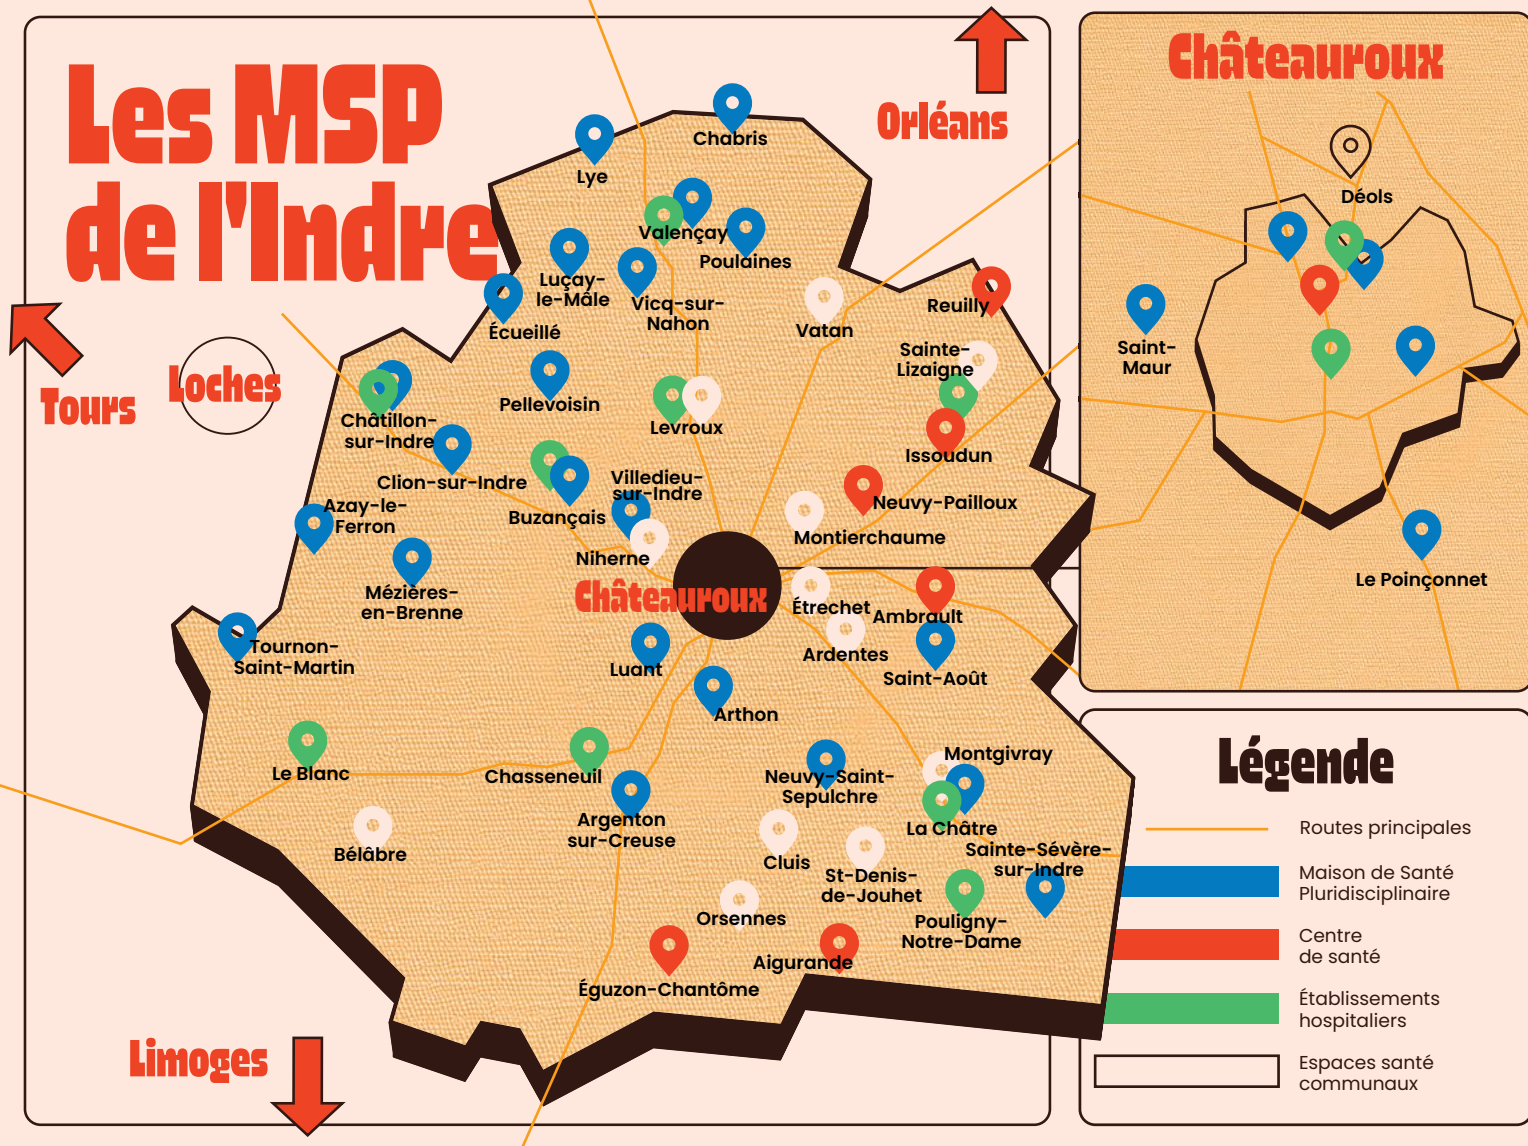 Les MSP
de l'Indre
Orléans
Tours
Loches
Limoges
Chabris
Lye
Valençay
Poulaines
Luçay-
le-Mâle
Vicq-sur-
Nahon
Écueillé
Vatan
Reuilly
Sainte-
Lizaigne
Pellevoisin
Levroux
Châtillon-
sur-Indre
Issoudun
Clion-sur-Indre
Villedieu-
sur-Indre
Neuvy-Pailloux
Azay-le-
Ferron
Buzançais
Montierchaume
Niherne
Mézières-
en-Brenne
Châteauroux
Étrechet
Ambrault
Tournon-
Saint-Martin
Luant
Ardentes
Saint-Août
Arthon
Montgivray
Le Blanc
Chasseneuil
Neuvy-Saint-
Sepulchre
Argenton
sur-Creuse
La Châtre
Bélâbre
Cluis
Sainte-Sévère-
sur-Indre
St-Denis-
de-Jouhet
Orsennes
Pouligny-
Notre-Dame
Aigurande
Éguzon-Chantôme
Châteauroux
Déols
Saint-
Maur
Le Poinçonnet
Légende
Routes principales
Maison de Santé
Pluridisciplinaire
Centre
de santé
Établissements
hospitaliers
Espaces santé
communaux